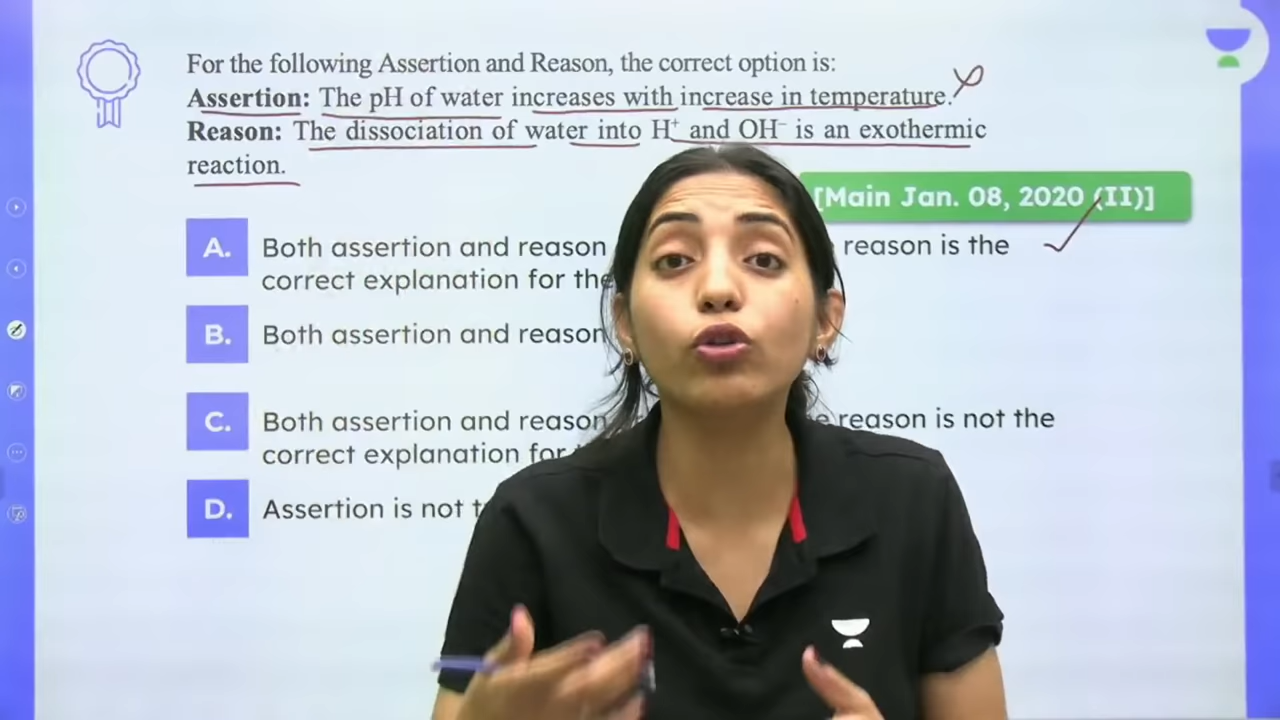 For the following Assertion and Reason, the correct option is:
Assertion: The pH of water increases with increase in temperature.
Reason: The dissociation of water into H⁺ and OH⁻ is an exothermic
reaction.
[Main Jan. 08, 2020 (II)]
A. Both assertion and reason reason is the
correct explanation for the
B. Both assertion and reason
C. Both assertion and reason reason is not the
correct explanation for
D. Assertion is not